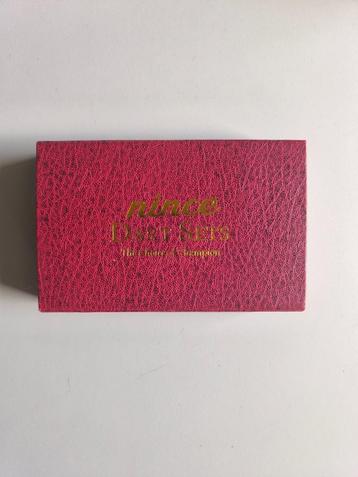 nince
DART SETS
The Choice of Champion